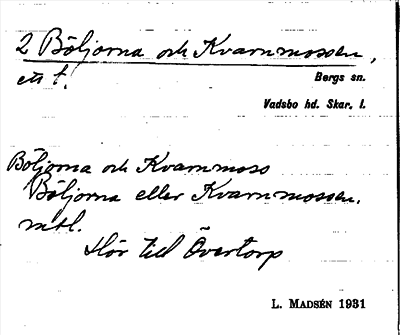 2 Böljorna och Kvarnmossen,
ett t.
Bergs sn.
Vadsbo hd. Skar. l.
Böljorna och Kvarnmoss
Böljorna eller Kvarnmossen.
mtl.
Hör till Övertorp
L. MADSÉN 1931